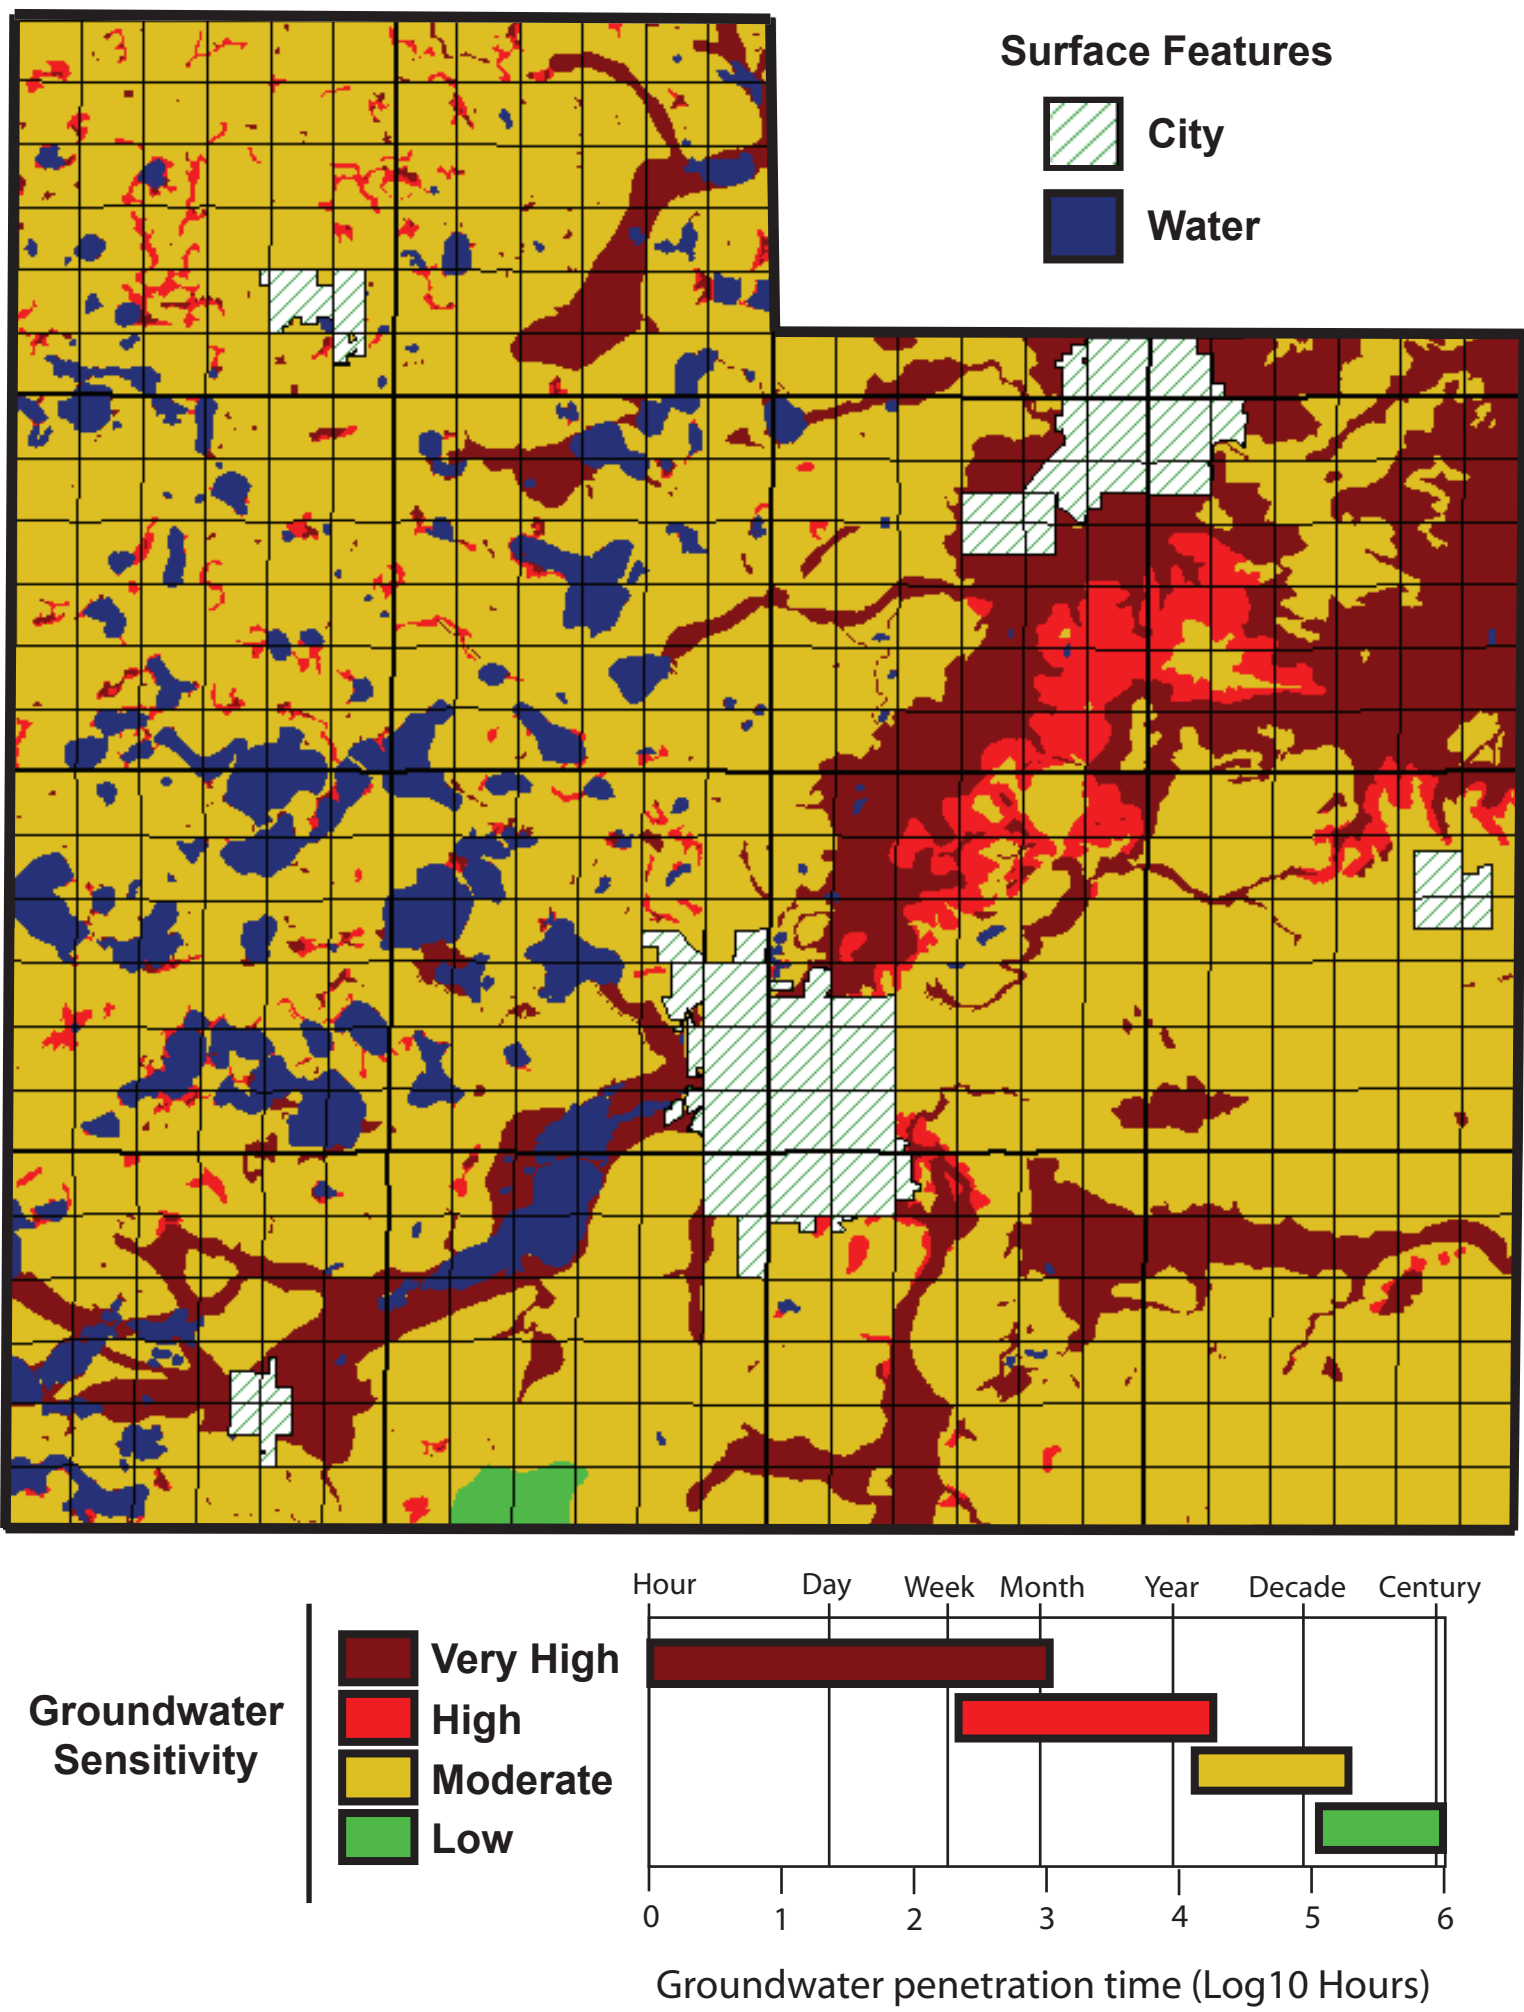 Surface Features
City
Water
Hour Day Week Month Year Decade Century
Very High
High
Groundwater
Sensitivity
Moderate
Low
0 1 2 3 4 5 6
Groundwater penetration time (Log10 Hours)